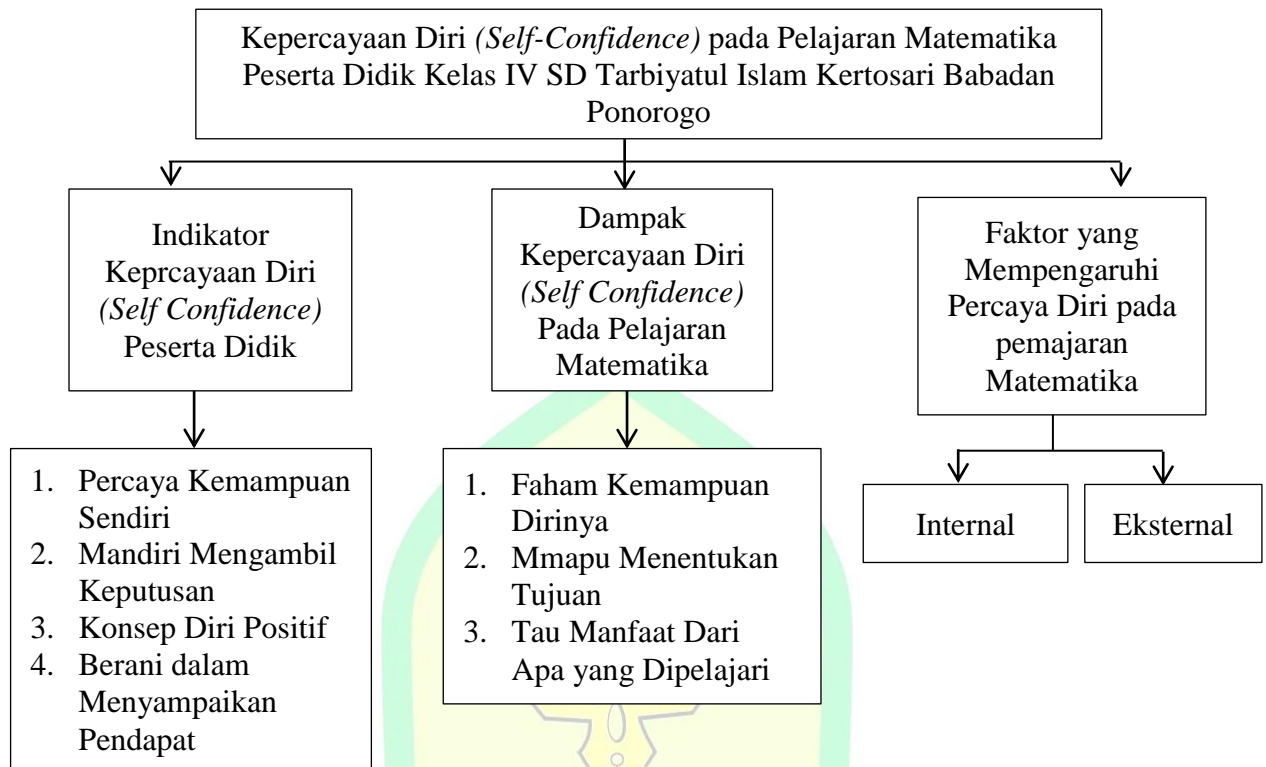 Kepercayaan Diri (Self-Confidence) pada Pelajaran Matematika
Peserta Didik Kelas IV SD Tarbiyatul Islam Kertosari Babadan
Ponorogo
Indikator
Keprcayaan Diri
(Self Confidence)
Peserta Didik
Dampak
Kepercayaan Diri
(Self Confidence)
Pada Pelajaran
Matematika
Faktor yang
Mempengaruhi
Percaya Diri pada
pemajaran
Matematika
1. Percaya Kemampuan
Sendiri
2. Mandiri Mengambil
Keputusan
3. Konsep Diri Positif
4. Berani dalam
Menyampaikan
Pendapat
1. Faham Kemampuan
Dirinya
2. Mmapu Menentukan
Tujuan
3. Tau Manfaat Dari
Apa yang Dipelajari
Internal
Eksternal